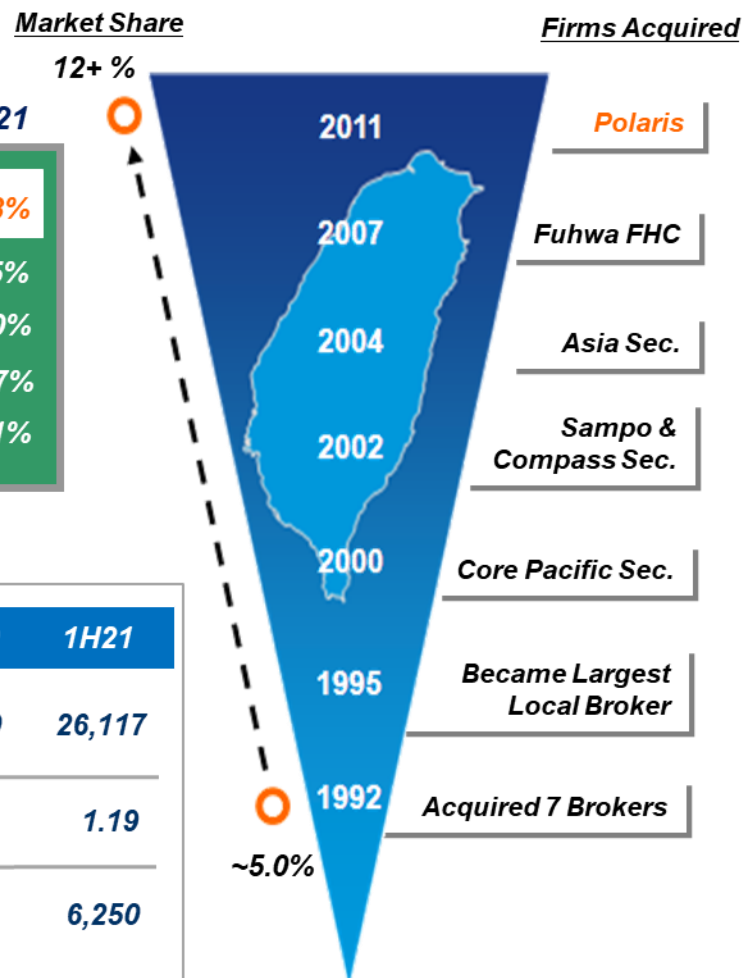 Market Share
Firms Acquired
12+ %
2011
Polaris
2007
Fuhwa FHC
2004
Asia Sec.
2002
Sampo &
Compass Sec.
2000
Core Pacific Sec.
1995
Became Largest
Local Broker
1992
Acquired 7 Brokers
~5.0%
1H21
26,117
1.19
6,250